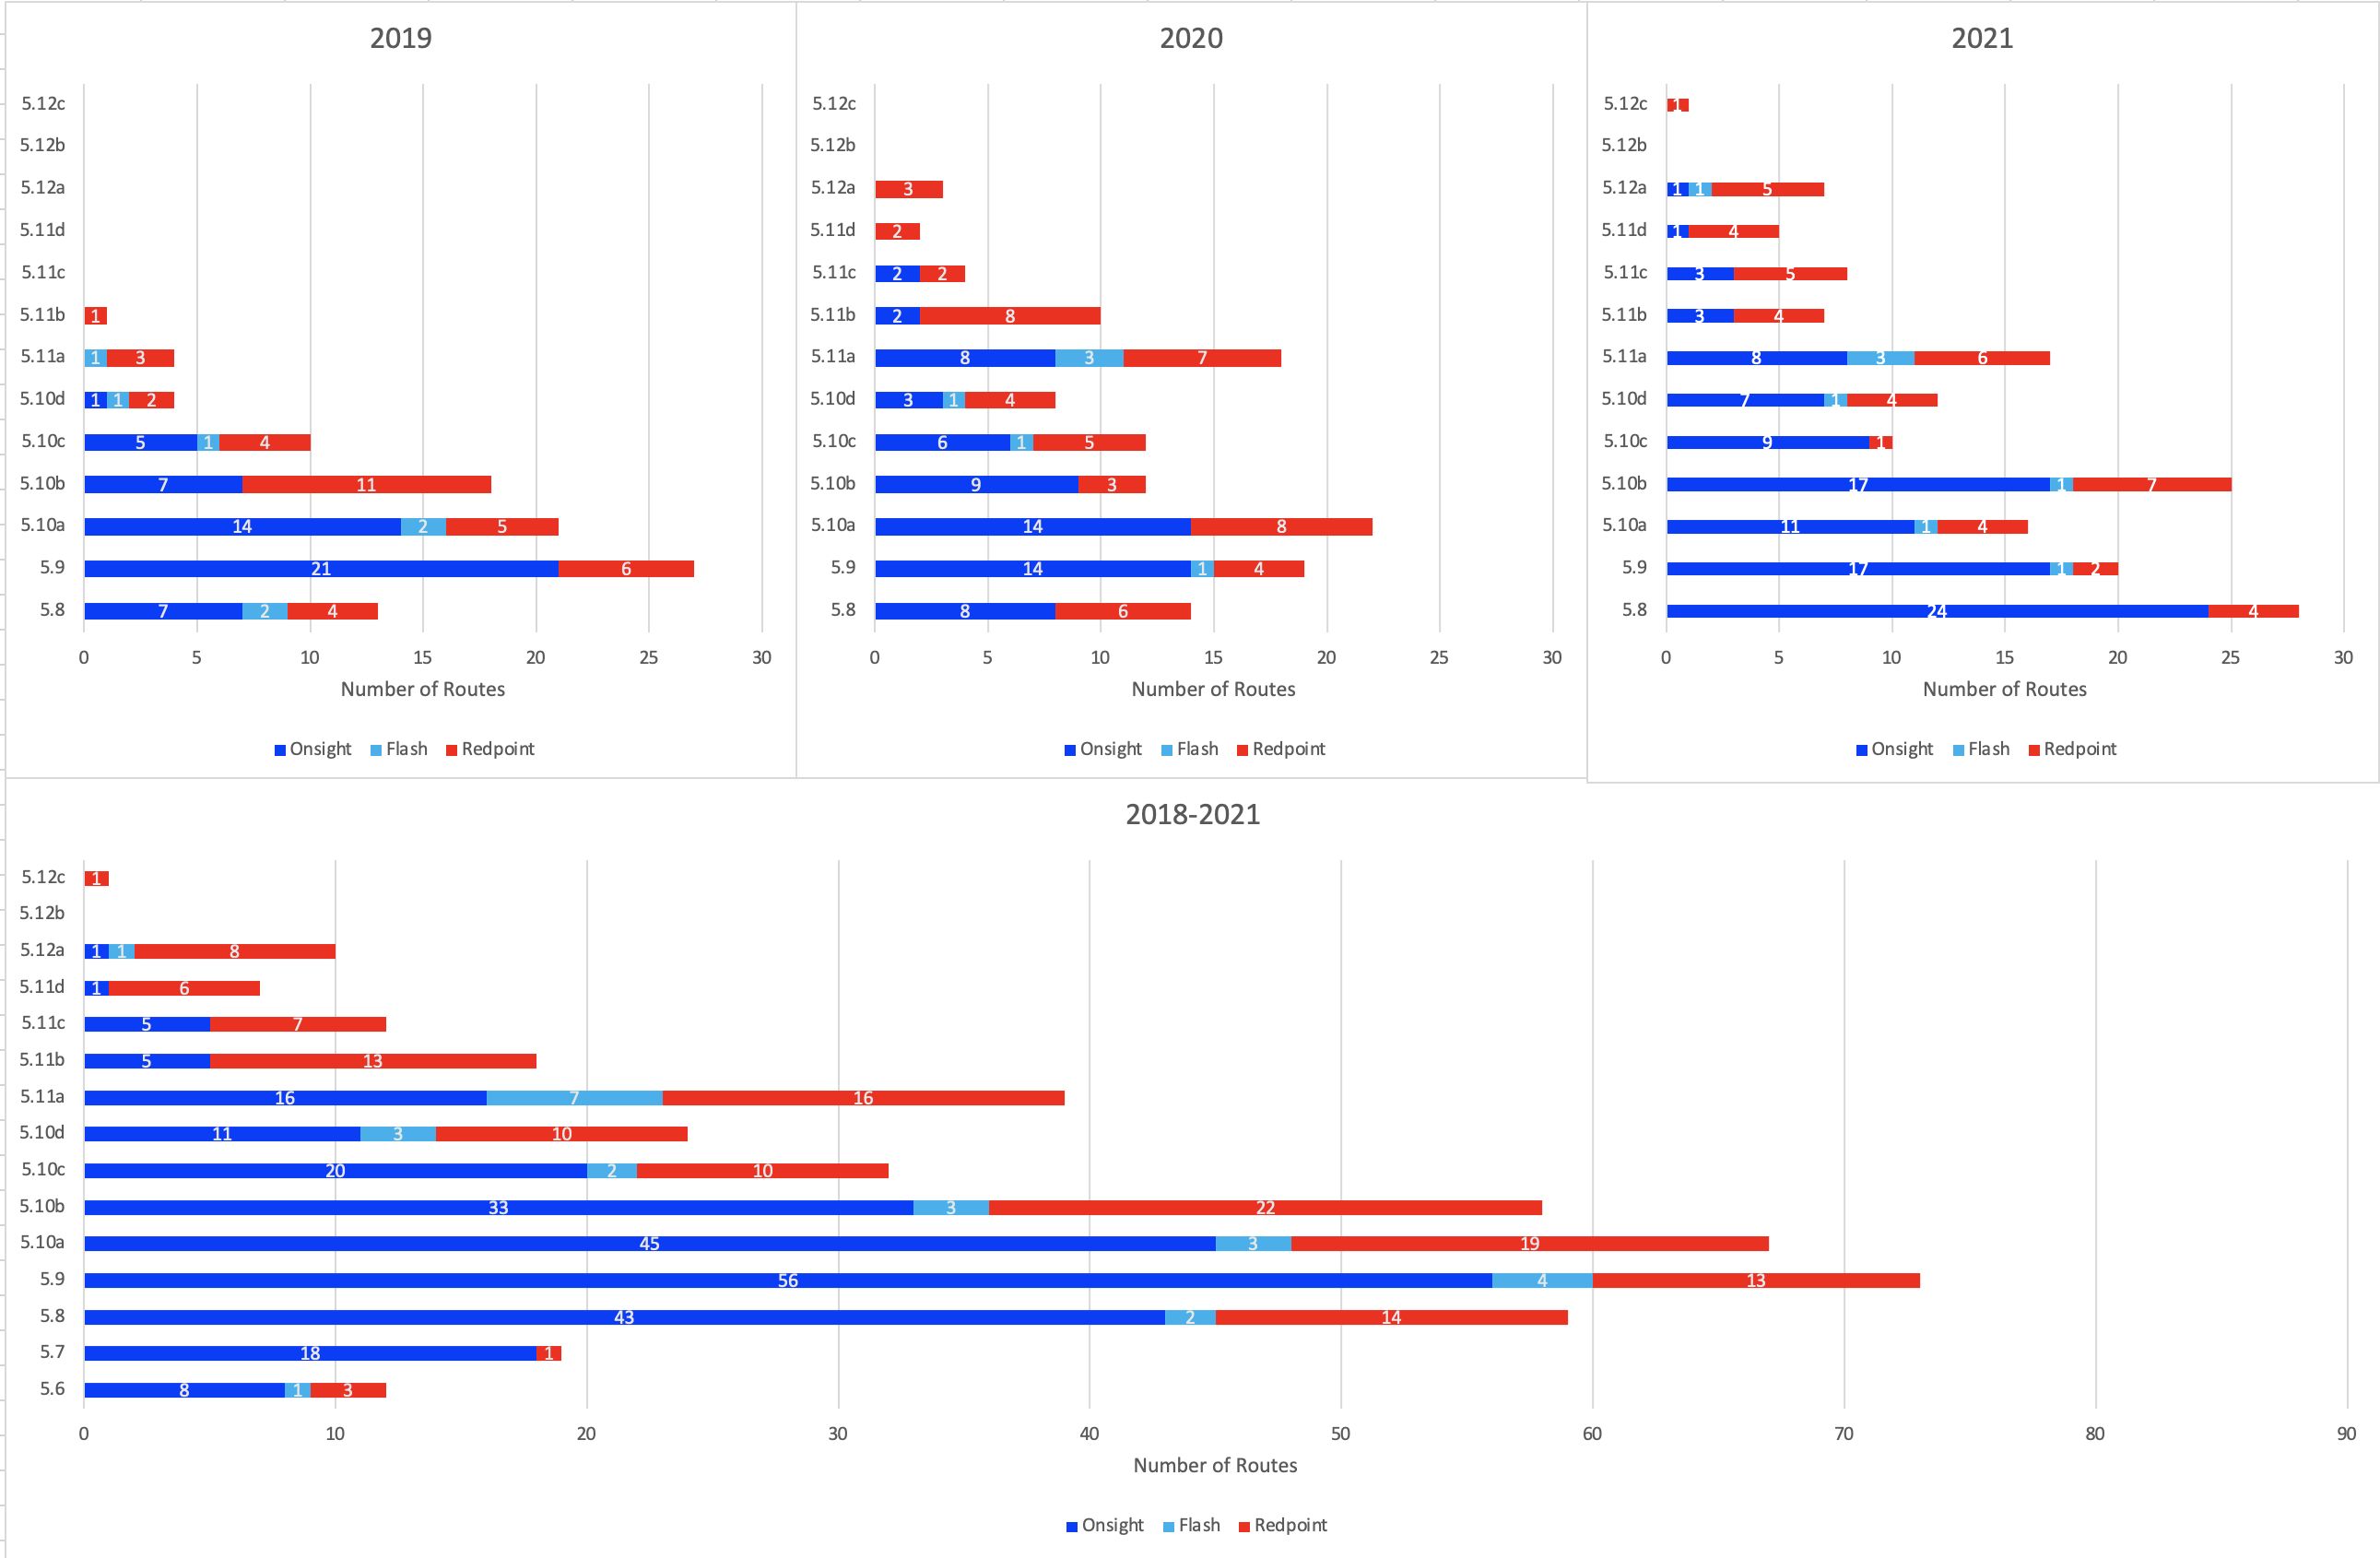 2019
5.12c
5.12b
5.12a
5.11d
5.11c
5.11b 1
5.11a 1 3
5.10d 1 1 2
5.10c 5 1 4
5.10b 7 11
5.10a 14 2 5
5.9 21 6
5.8 7 2 4
0 5 10 15 20 25 30
Number of Routes
Onsight Flash Redpoint
2020
5.12c
5.12b
5.12a 3
5.11d 2
5.11c 2 2
5.11b 2 8
5.11a 8 3 7
5.10d 3 1 4
5.10c 6 1 5
5.10b 9 3
5.10a 14 8
5.9 14 1 4
5.8 8 6
0 5 10 15 20 25 30
Number of Routes
Onsight Flash Redpoint
2021
5.12c 1
5.12b
5.12a 1 1 5
5.11d 1 4
5.11c 3 5
5.11b 3 4
5.11a 8 3 6
5.10d 7 1 4
5.10c 9 1
5.10b 17 1 7
5.10a 11 1 4
5.9 17 1 2
5.8 24 4
0 5 10 15 20 25 30
Number of Routes
Onsight Flash Redpoint
2018-2021
5.12c 1
5.12b
5.12a 1 1 8
5.11d 1 6
5.11c 5 7
5.11b 5 13
5.11a 16 7 16
5.10d 11 3 10
5.10c 20 2 10
5.10b 33 3 22
5.10a 45 3 19
5.9 56 4 13
5.8 43 2 14
5.7 18 1
5.6 8 1 3
0 10 20 30 40 50 60 70 80 90
Number of Routes
Onsight Flash Redpoint